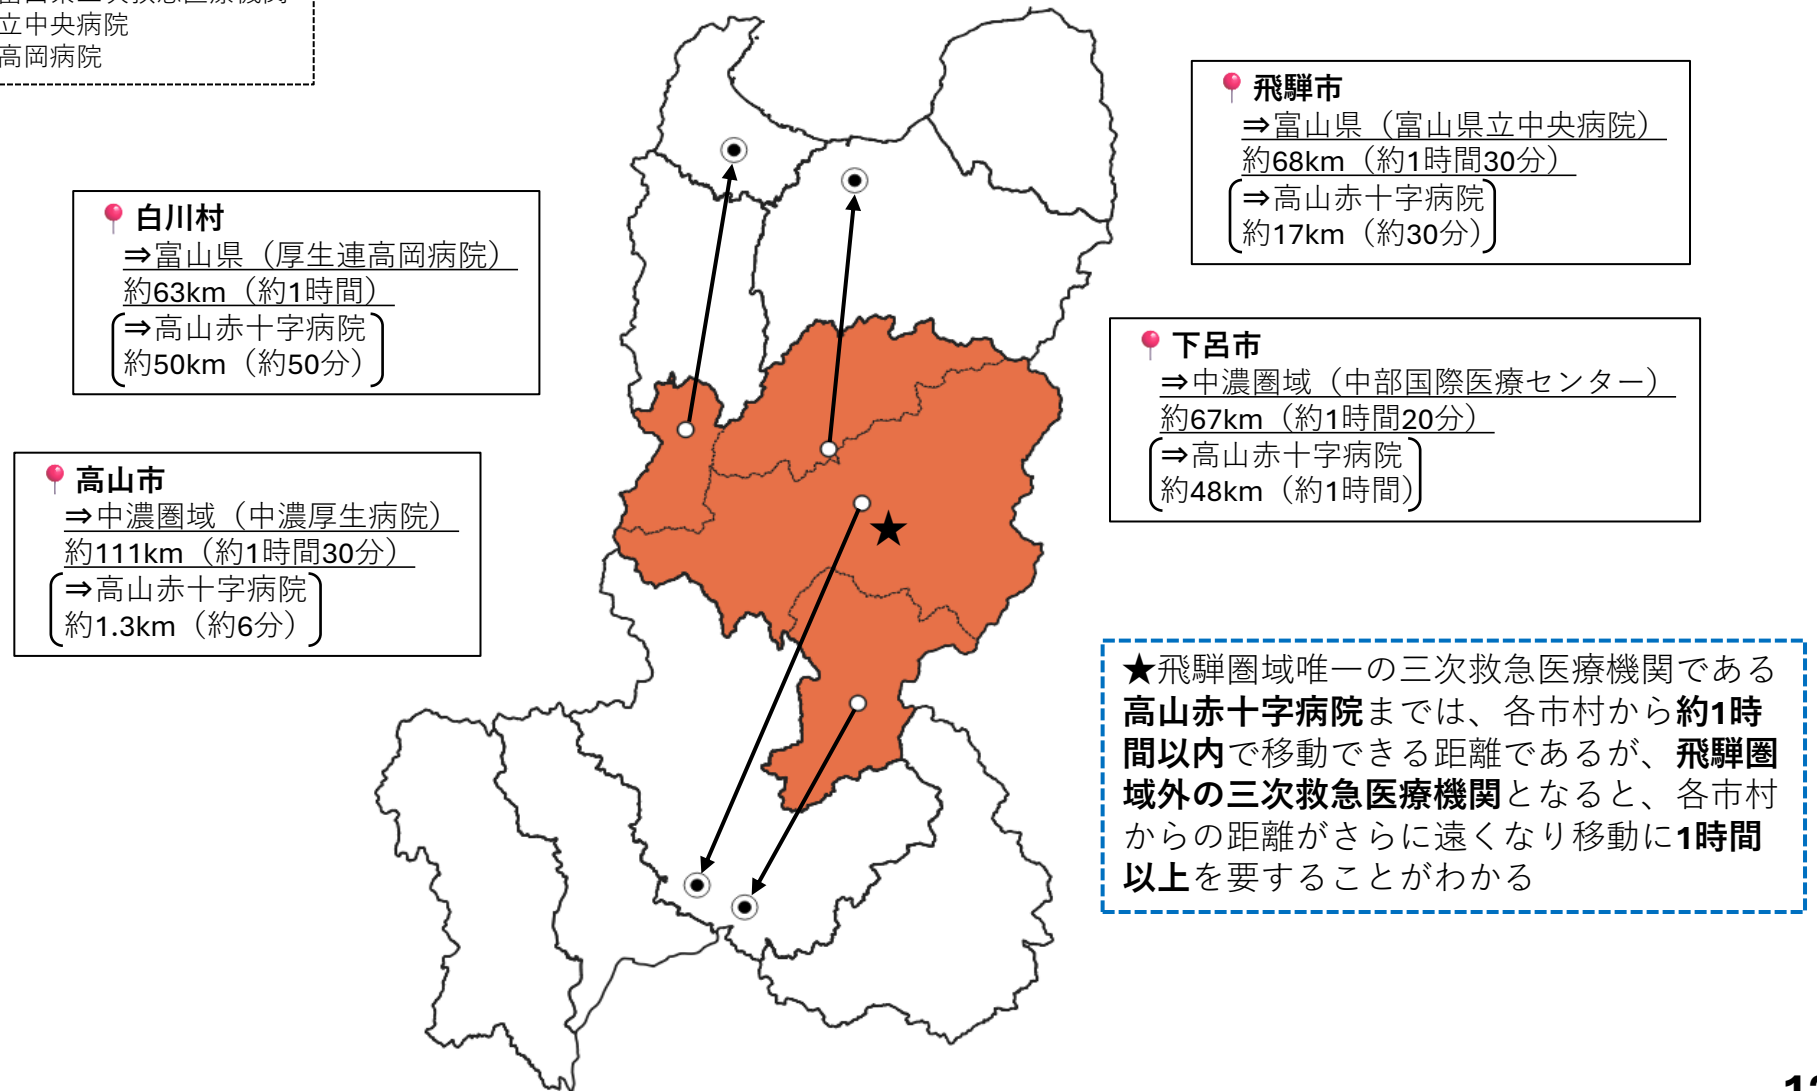 立中央病院
高岡病院
飛騨市
⇒富山県（富山県立中央病院）
約68km（約1時間30分）
⇒高山赤十字病院
約17km（約30分）
白川村
⇒富山県（厚生連高岡病院）
約63km（約1時間）
⇒高山赤十字病院
約50km（約50分）
下呂市
⇒中濃圏域（中部国際医療センター）
約67km（約1時間20分）
⇒高山赤十字病院
約48km（約1時間）
高山市
⇒中濃圏域（中濃厚生病院）
約111km（約1時間30分）
⇒高山赤十字病院
約1.3km（約6分）
★
★飛騨圏域唯一の三次救急医療機関である
高山赤十字病院までは、各市村から約1時
間以内で移動できる距離であるが、飛騨圏
域外の三次救急医療機関となると、各市村
からの距離がさらに遠くなり移動に1時間
以上を要することがわかる